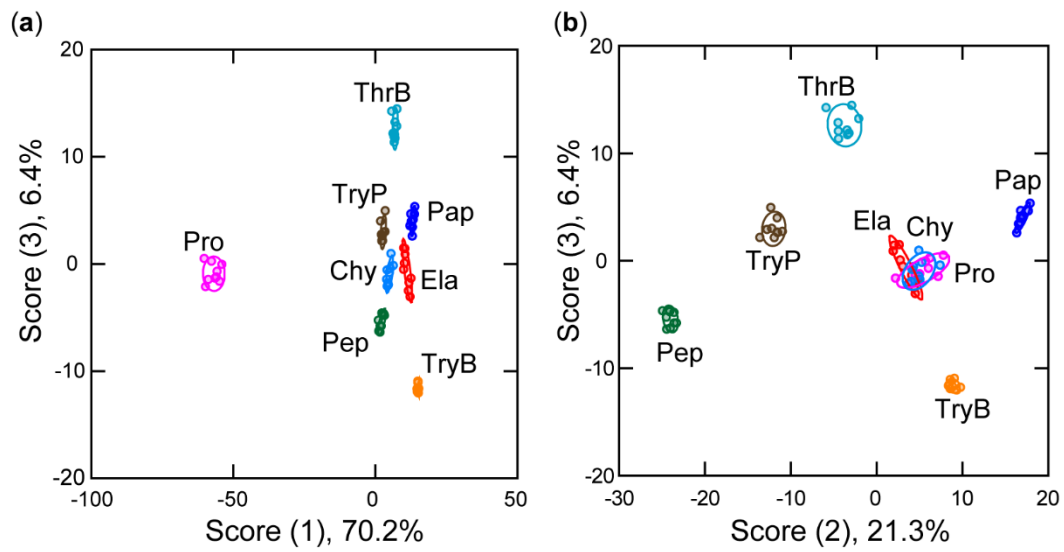 (a)
20
10
0
-10
-20
-100
-50
0
50
Score (3), 6.4%
Score (1), 70.2%
ThrB
TryP
Pap
Pro
Chy
Ela
Pep
TryB
(b)
20
10
0
-10
-20
-30
-20
-10
0
10
20
Score (3), 6.4%
Score (2), 21.3%
ThrB
Pap
Ela
Chy
TryP
Pro
Pep
TryB